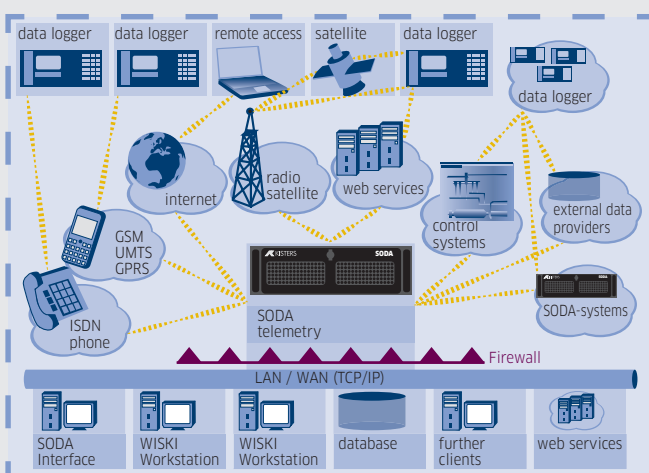 data logger
data logger
remote access
satellite
data logger
data logger
internet
radio
satellite
web services
control
systems
external data
providers
GSM
UMTS
GPRS
KISTERS
SODA
SODA
SODA-systems
ISDN
phone
SODA
telemetry
Firewall
LAN / WAN (TCP/IP)
SODA
Interface
WISKI
Workstation
WISKI
Workstation
database
further
clients
web services